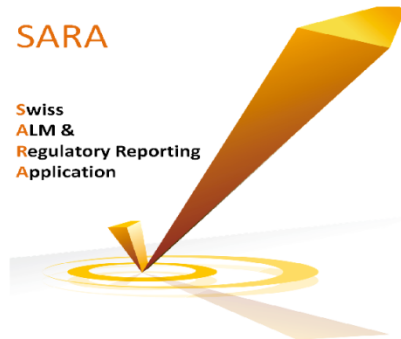 SARA
Swiss
ALM &
Regulatory Reporting
Application